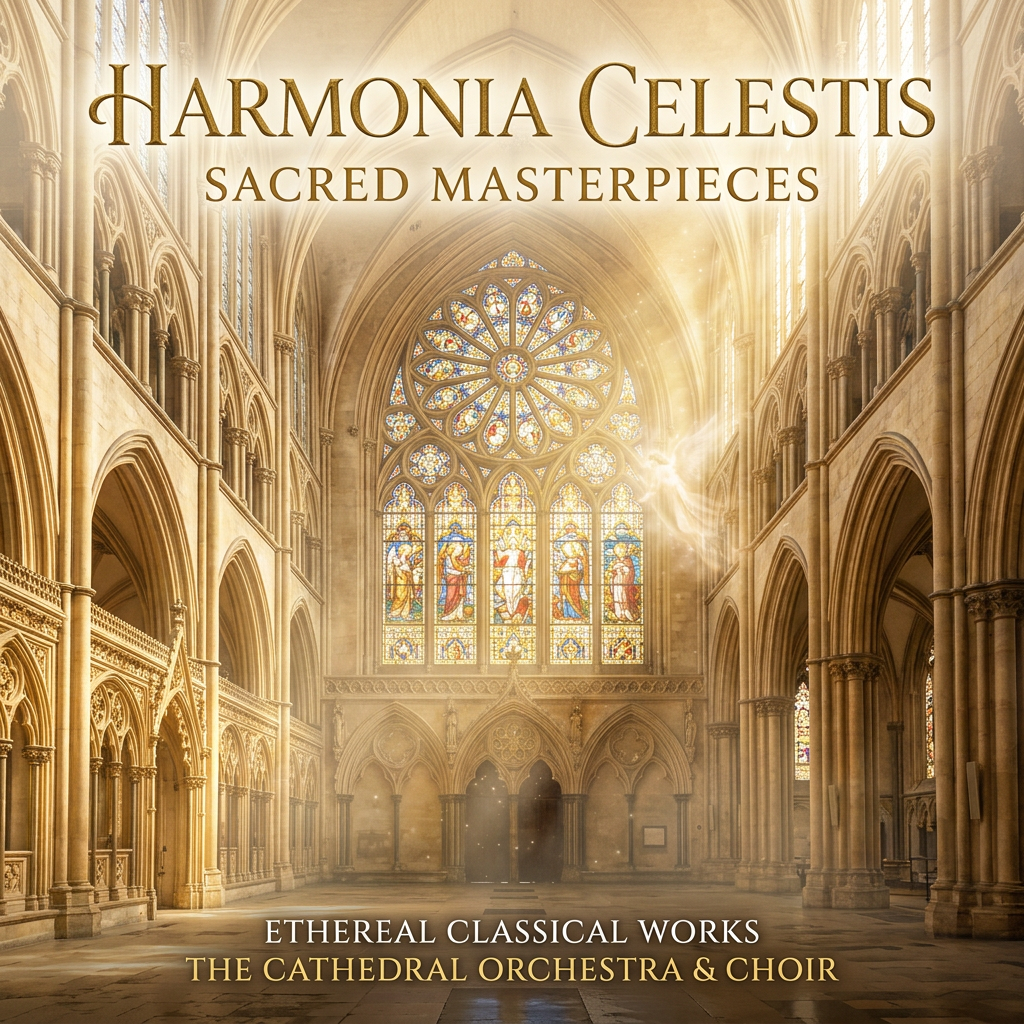 HARMONIA CELESTIS
SACRED MASTERPIECES
ETHEREAL CLASSICAL WORKS
THE CATHEDRAL ORCHESTRA & CHOIR